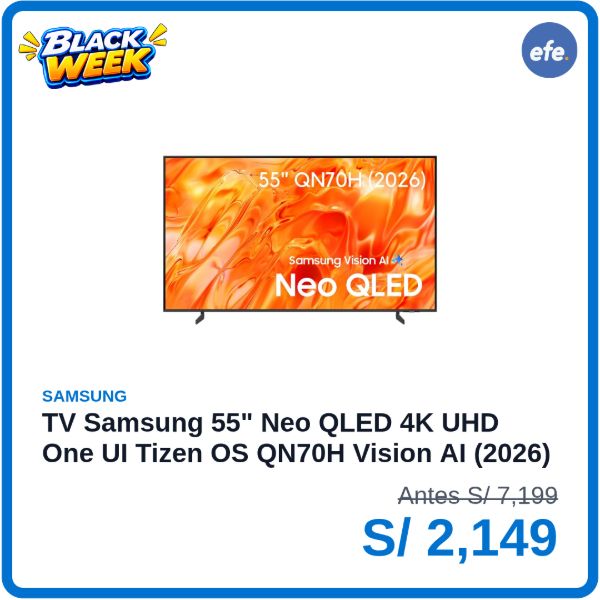 BLACK
WEEK
efe.
55" QN70H (2026)
Samsung Vision AI
Neo QLED
SAMSUNG
TV Samsung 55" Neo QLED 4K UHD
One UI Tizen OS QN70H Vision AI (2026)
Antes S/ 7,199
S/ 2,149